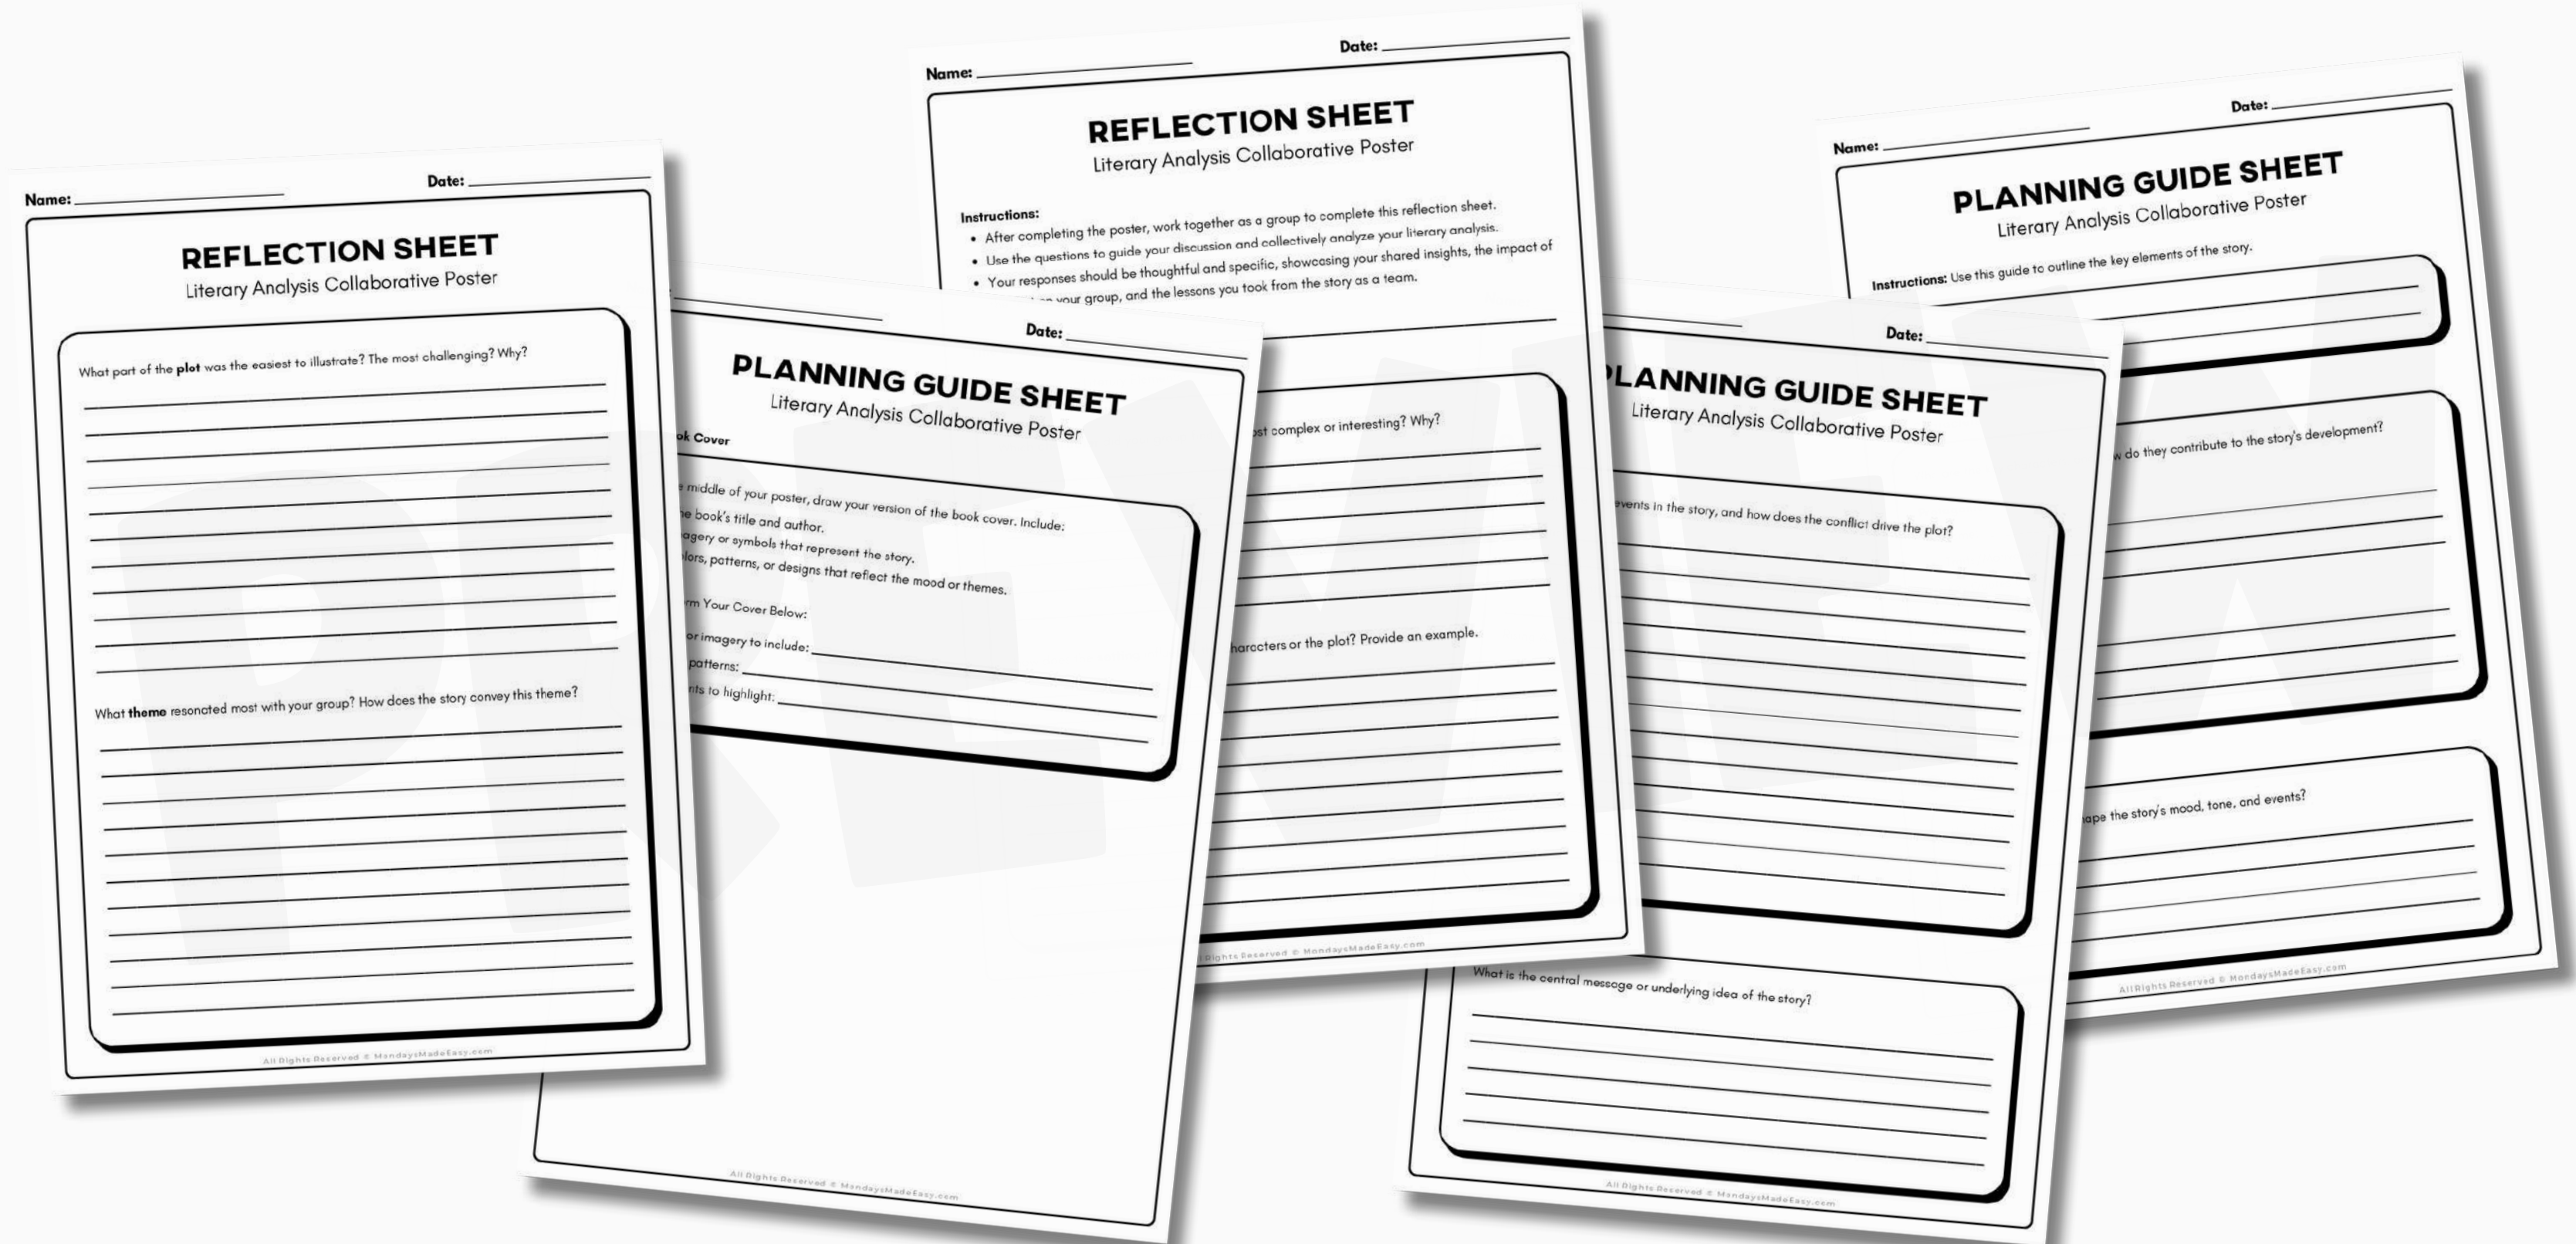 Name:
Date:
REFLECTION SHEET
Literary Analysis Collaborative Poster
What part of the plot was the easiest to illustrate? The most challenging? Why?
What theme resonated most with your group? How does the story convey this theme?
All Rights Reserved © MondaysMadeEasy.com
Date:
PLANNING GUIDE SHEET
Literary Analysis Collaborative Poster
Cover
middle of your poster, draw your version of the book cover. Include:
book's title and author.
or symbols that represent the story.
patterns, or designs that reflect the mood or themes.
Your Cover Below:
or imagery to include:
patterns:
to highlight:
All Rights Reserved © MondaysMadeEasy.com
Name:
Date:
REFLECTION SHEET
Literary Analysis Collaborative Poster
Instructions:
• After completing the poster, work together as a group to complete this reflection sheet.
• Use the questions to guide your discussion and collectively analyze your literary analysis.
• Your responses should be thoughtful and specific, showcasing your shared insights, the impact of
your group, and the lessons you took from the story as a team.
complex or interesting? Why?
characters or the plot? Provide an example.
Rights Reserved © MondaysMadeEasy.com
Date:
PLANNING GUIDE SHEET
Literary Analysis Collaborative Poster
events in the story, and how does the conflict drive the plot?
What is the central message or underlying idea of the story?
All Rights Reserved © MondaysMadeEasy.com
Name:
Date:
PLANNING GUIDE SHEET
Literary Analysis Collaborative Poster
Instructions: Use this guide to outline the key elements of the story.
do they contribute to the story's development?
the story's mood, tone, and events?
All Rights Reserved © MondaysMadeEasy.com
PREVIEW